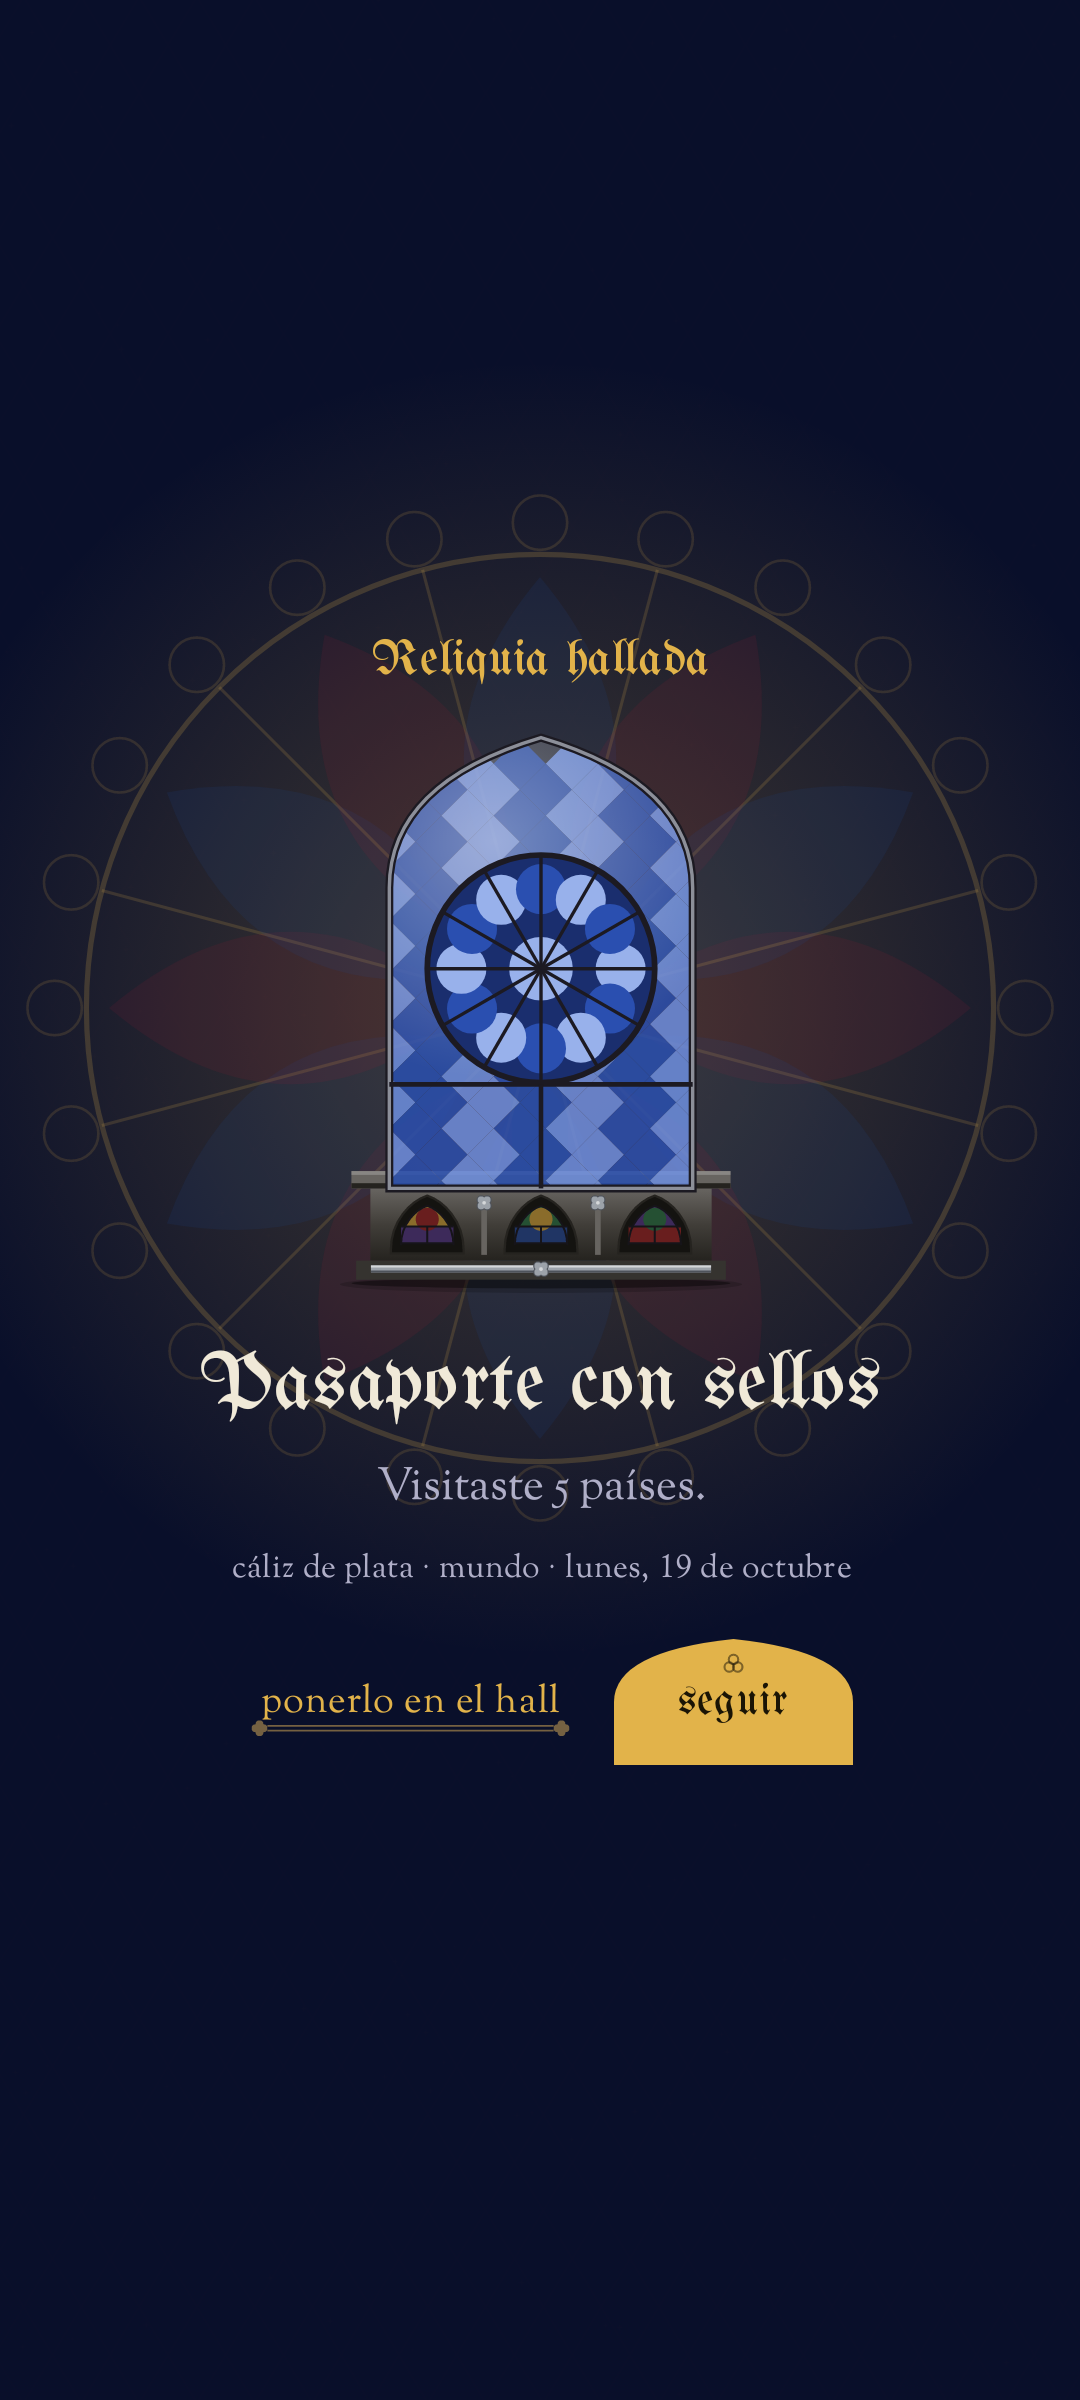 Reliquia hallada
Pasaporte con sellos
Visitaste 5 países.
cáliz de plata · mundo · lunes, 19 de octubre
ponerlo en el hall
seguir